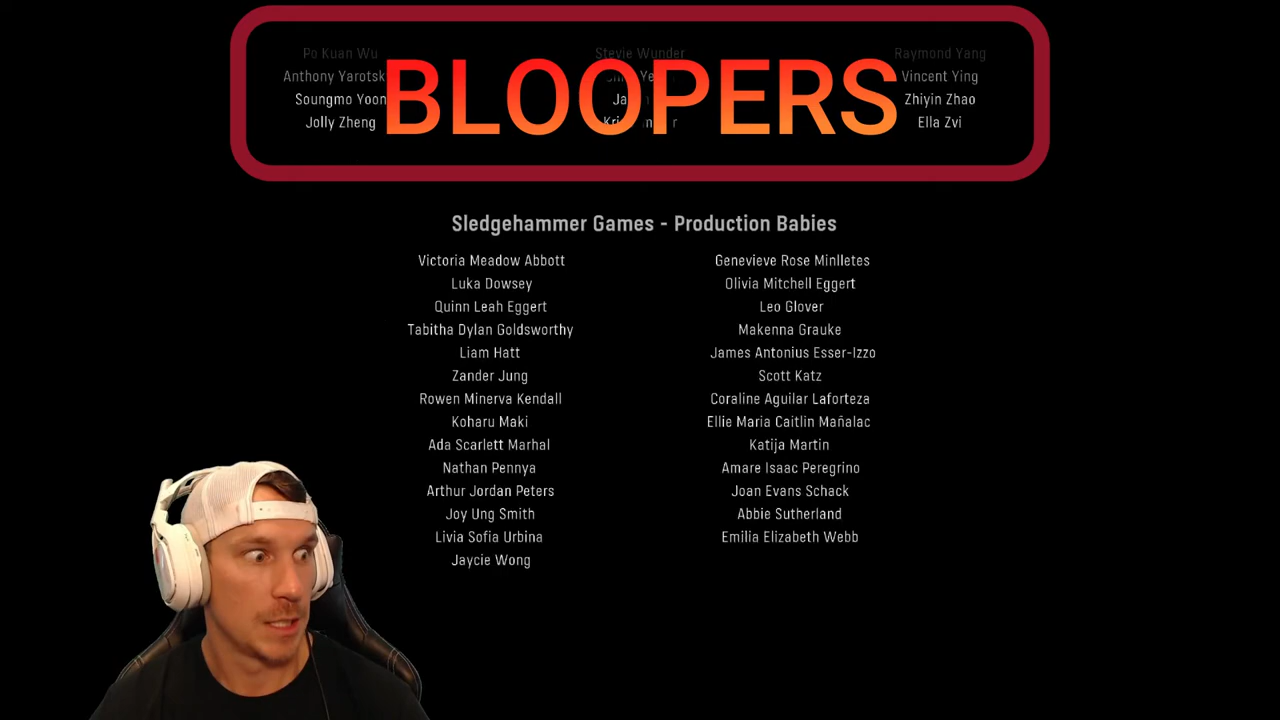 Po Kuan Wu Stevie Wunder Raymond Yang
Anthony Vincent Ying
Soungmo Yoon Zhiyin Zhao
Jolly Zheng Ella Zvi
BLOOPERS
Sledgehammer Games - Production Babies
Victoria Meadow Abbott Genevieve Rose Minlletes
Luka Dowsey Olivia Mitchell Eggert
Quinn Leah Eggert Leo Glover
Tabitha Dylan Goldsworthy Makenna Grauke
Liam Hatt James Antonius Esser-Izzo
Zander Jung Scott Katz
Rowen Minerva Kendall Coraline Aguilar Laforteza
Koharu Maki Ellie Maria Caitlin Mañalac
Ada Scarlett Marhal Katija Martin
Nathan Pennya Amare Isaac Peregrino
Arthur Jordan Peters Joan Evans Schack
Joy Ung Smith Abbie Sutherland
Livia Sofia Urbina Emilia Elizabeth Webb
Jaycie Wong